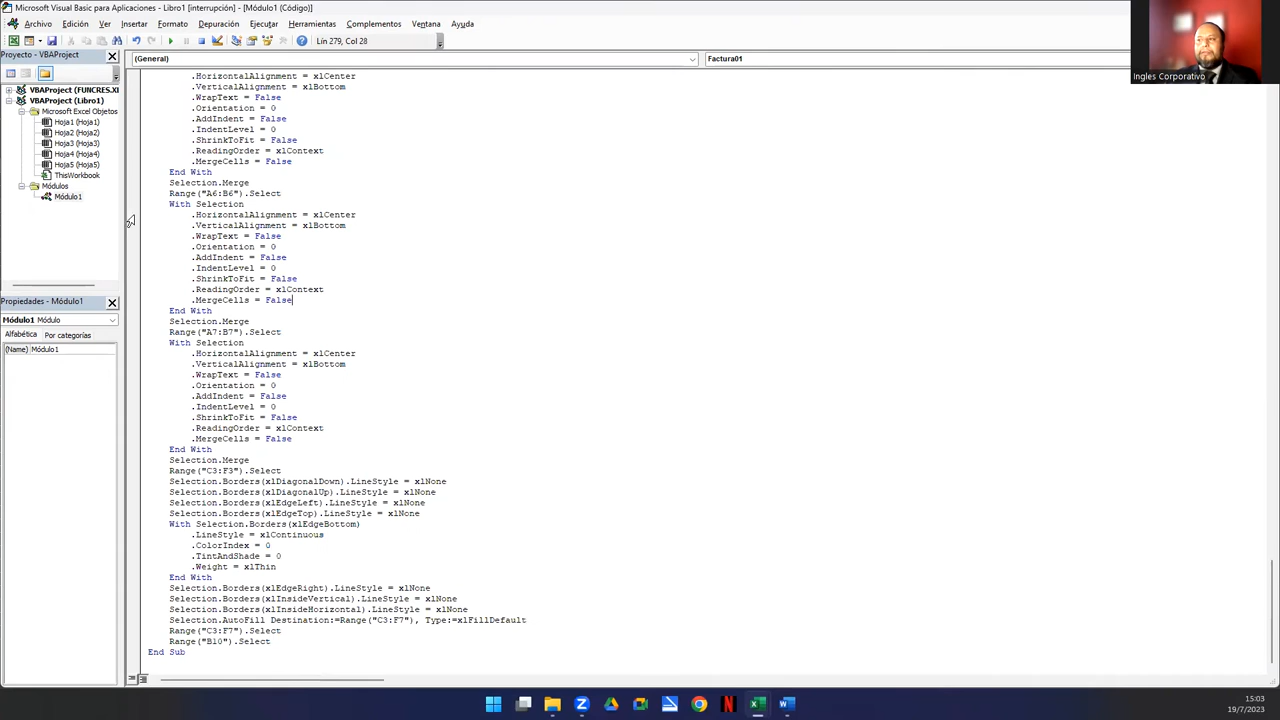 Microsoft Visual Basic para Aplicaciones - Libro1 [interrupción] - [Módulo1 (Código)]
Archivo Edición Ver Insertar Formato Depuración Ejecutar Herramientas Complementos Ventana Ayuda
Lín 279, Col 28
Proyecto - VBAProject
(General)
Factura01
Ingles Corporativo
VBAProject (FUNCRES.XL
VBAProject (Libro1)
Microsoft Excel Objetos
Hoja1 (Hoja1)
Hoja2 (Hoja2)
Hoja3 (Hoja3)
Hoja4 (Hoja4)
Hoja5 (Hoja5)
ThisWorkbook
Módulos
Módulo1
Propiedades - Módulo1
Módulo1 Módulo
Alfabética Por categorías
(Name) Módulo1
.HorizontalAlignment = xlCenter
.VerticalAlignment = xlBottom
.WrapText = False
.Orientation = 0
.AddIndent = False
.IndentLevel = 0
.ShrinkToFit = False
.ReadingOrder = xlContext
.MergeCells = False
End With
Selection.Merge
Range("A6:B6").Select
With Selection
.HorizontalAlignment = xlCenter
.VerticalAlignment = xlBottom
.WrapText = False
.Orientation = 0
.AddIndent = False
.IndentLevel = 0
.ShrinkToFit = False
.ReadingOrder = xlContext
.MergeCells = False
End With
Selection.Merge
Range("A7:B7").Select
With Selection
.HorizontalAlignment = xlCenter
.VerticalAlignment = xlBottom
.WrapText = False
.Orientation = 0
.AddIndent = False
.IndentLevel = 0
.ShrinkToFit = False
.ReadingOrder = xlContext
.MergeCells = False
End With
Selection.Merge
Range("C3:F3").Select
Selection.Borders(xlDiagonalDown).LineStyle = xlNone
Selection.Borders(xlDiagonalUp).LineStyle = xlNone
Selection.Borders(xlEdgeLeft).LineStyle = xlNone
Selection.Borders(xlEdgeTop).LineStyle = xlNone
With Selection.Borders(xlEdgeBottom)
.LineStyle = xlContinuous
.ColorIndex = 0
.TintAndShade = 0
.Weight = xlThin
End With
Selection.Borders(xlEdgeRight).LineStyle = xlNone
Selection.Borders(xlInsideVertical).LineStyle = xlNone
Selection.Borders(xlInsideHorizontal).LineStyle = xlNone
Selection.AutoFill Destination:=Range("C3:F7"), Type:=xlFillDefault
Range("C3:F7").Select
Range("B10").Select
End Sub
15:03
19/7/2023